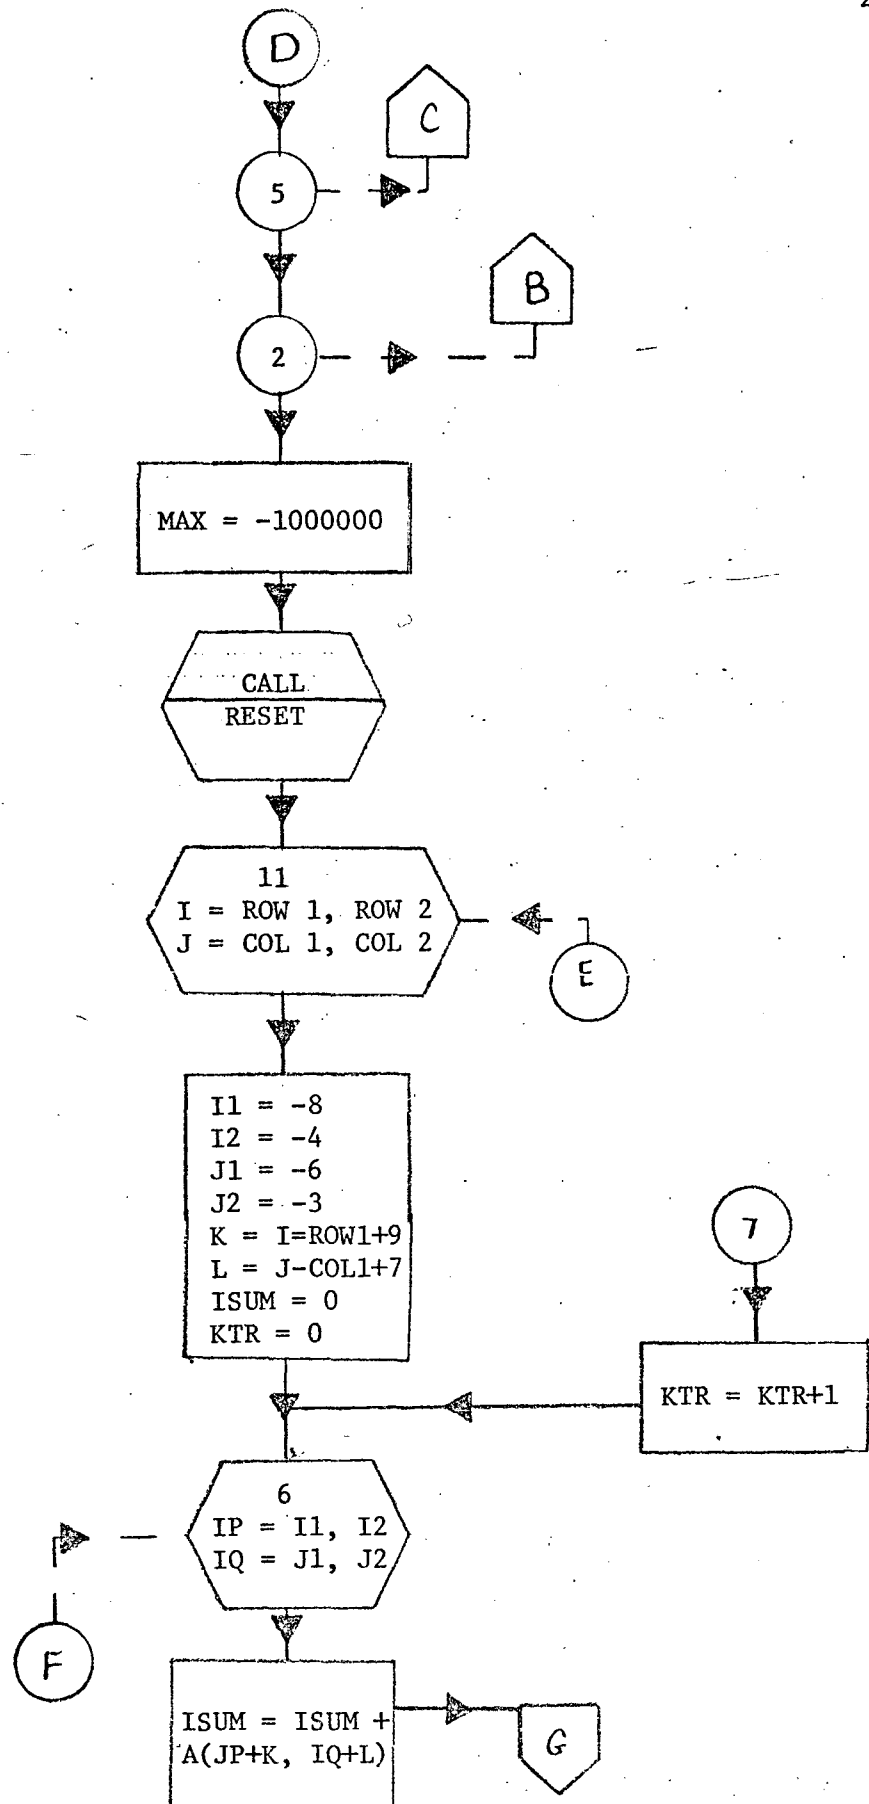 D
C
5
B
2
MAX = -1000000
CALL
RESET
11
I = ROW 1, ROW 2
J = COL 1, COL 2
E
I1 = -8
I2 = -4
J1 = -6
J2 = -3
K = I=ROW1+9
L = J-COL1+7
ISUM = 0
KTR = 0
7
KTR = KTR+1
6
IP = I1, I2
IQ = J1, J2
F
ISUM = ISUM +
A(JP+K, IQ+L)
G